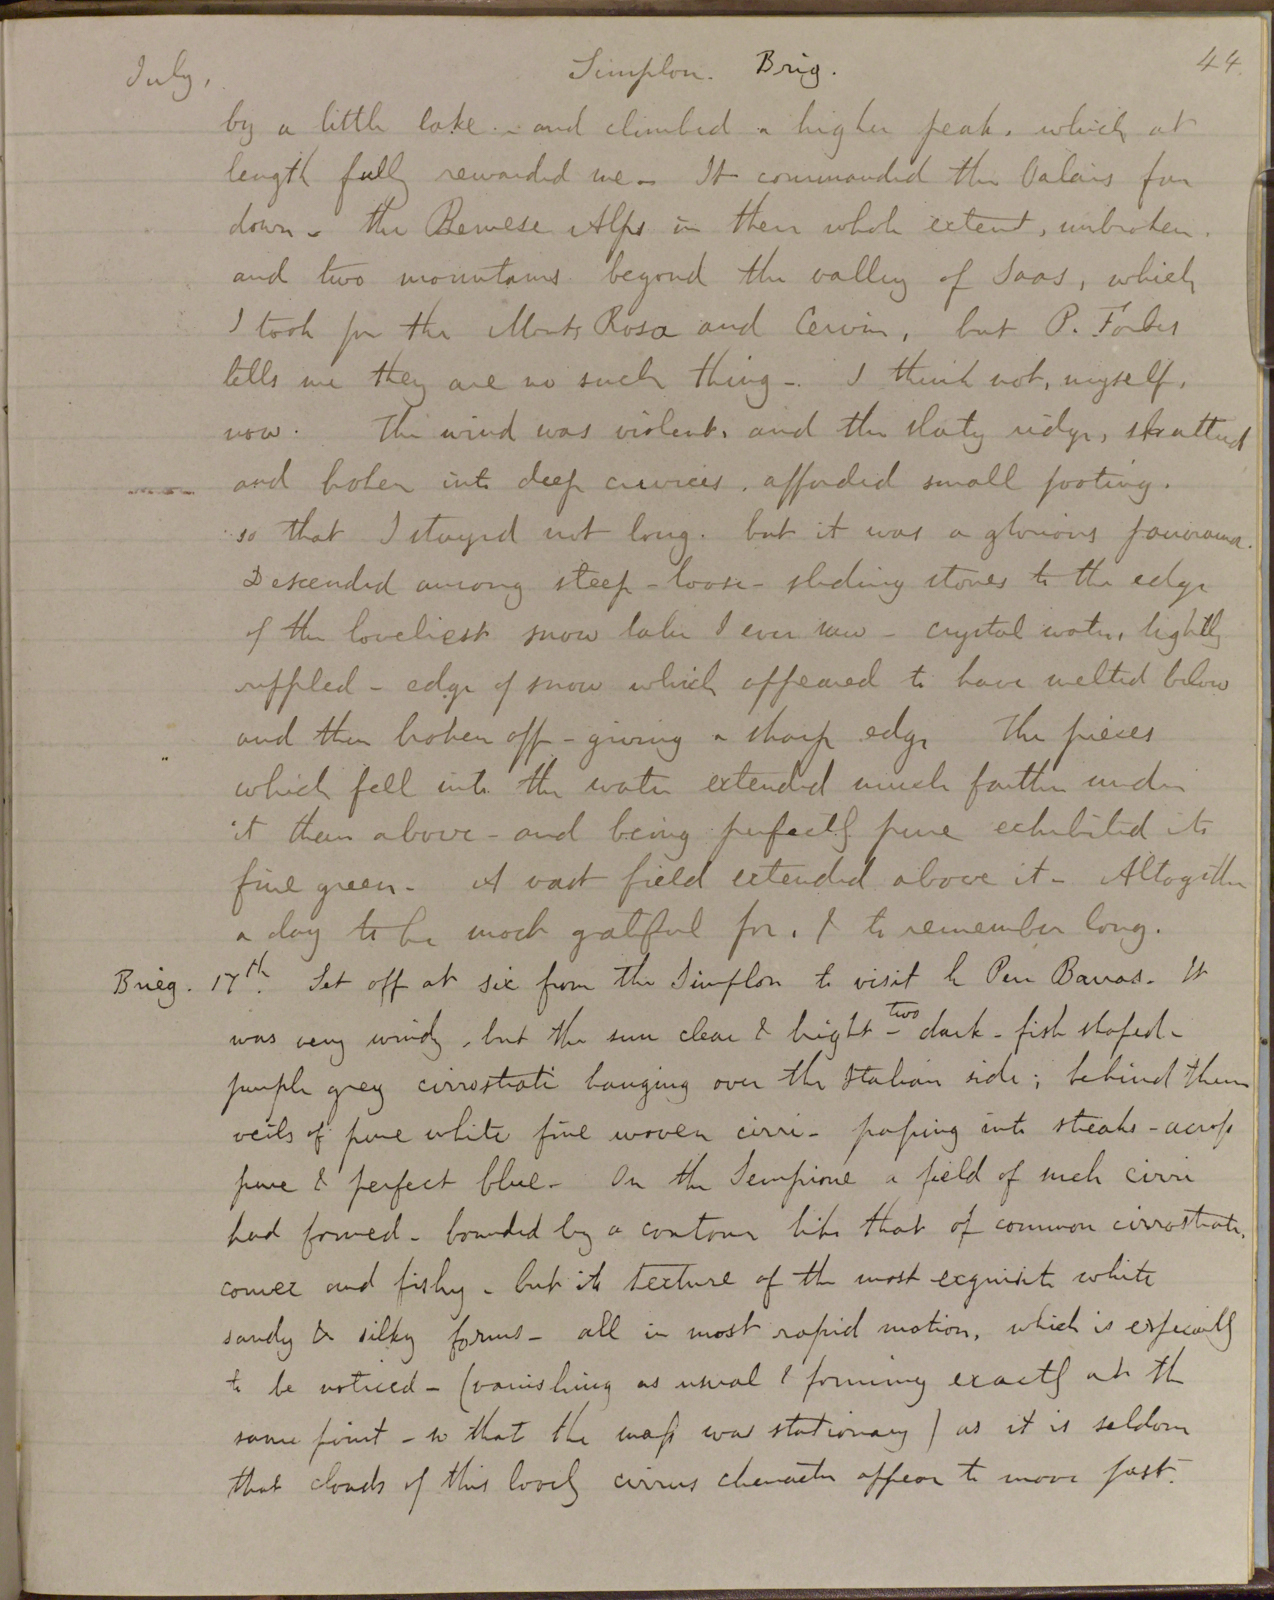 July. Simplon. Brig. 44.
by a little lake - and climbed a higher peak, which at
length fully rewarded me - It commanded the Valais far
down - the Bernese Alps in their whole extent, unbroken.
and two mountains beyond the valley of Saas, which
I took for the Monts Rosa and Cervin, but P. Forbes
tells me they are no such thing -. I think not, myself,
now. The wind was violent, and the slaty ridge, shattered
and broken into deep crevices, afforded small footing.
so that I stayed not long. but it was a glorious panorama.
Descended among steep - loose - sliding stones to the edge
of the loveliest snow lake I ever saw - crystal water, lightly
rippled - edge of snow which appeared to have melted below
and then broken off - giving a sharp edge The pieces
which fell into the water extended much farther under
it than above - and being perfectly pure exhibited its
fine green - A vast field extended above it - Altogether
a day to be most grateful for, & to remember long.
Brieg. 17th. Set off at six from the Simplon to visit le Pere Barras. It
was very windy, but the sun clear & bright - two dark - fish shaped -
purple grey cirrostrati hanging over the Italian side; behind them
veils of pure white fine woven cirri - passing into streaks - across
pure & perfect blue - On the Sempione a field of such cirri
had formed - bounded by a contour like that of common cirrostrati,
convex and fishy - but its texture of the most exquisite white
sandy & silky forms - all in most rapid motion, which is especially
to be noticed - (vanishing as usual & forming exactly at the
same point - so that the mass was stationary) as it is seldom
that clouds of this lovely cirrus character appear to move fast.